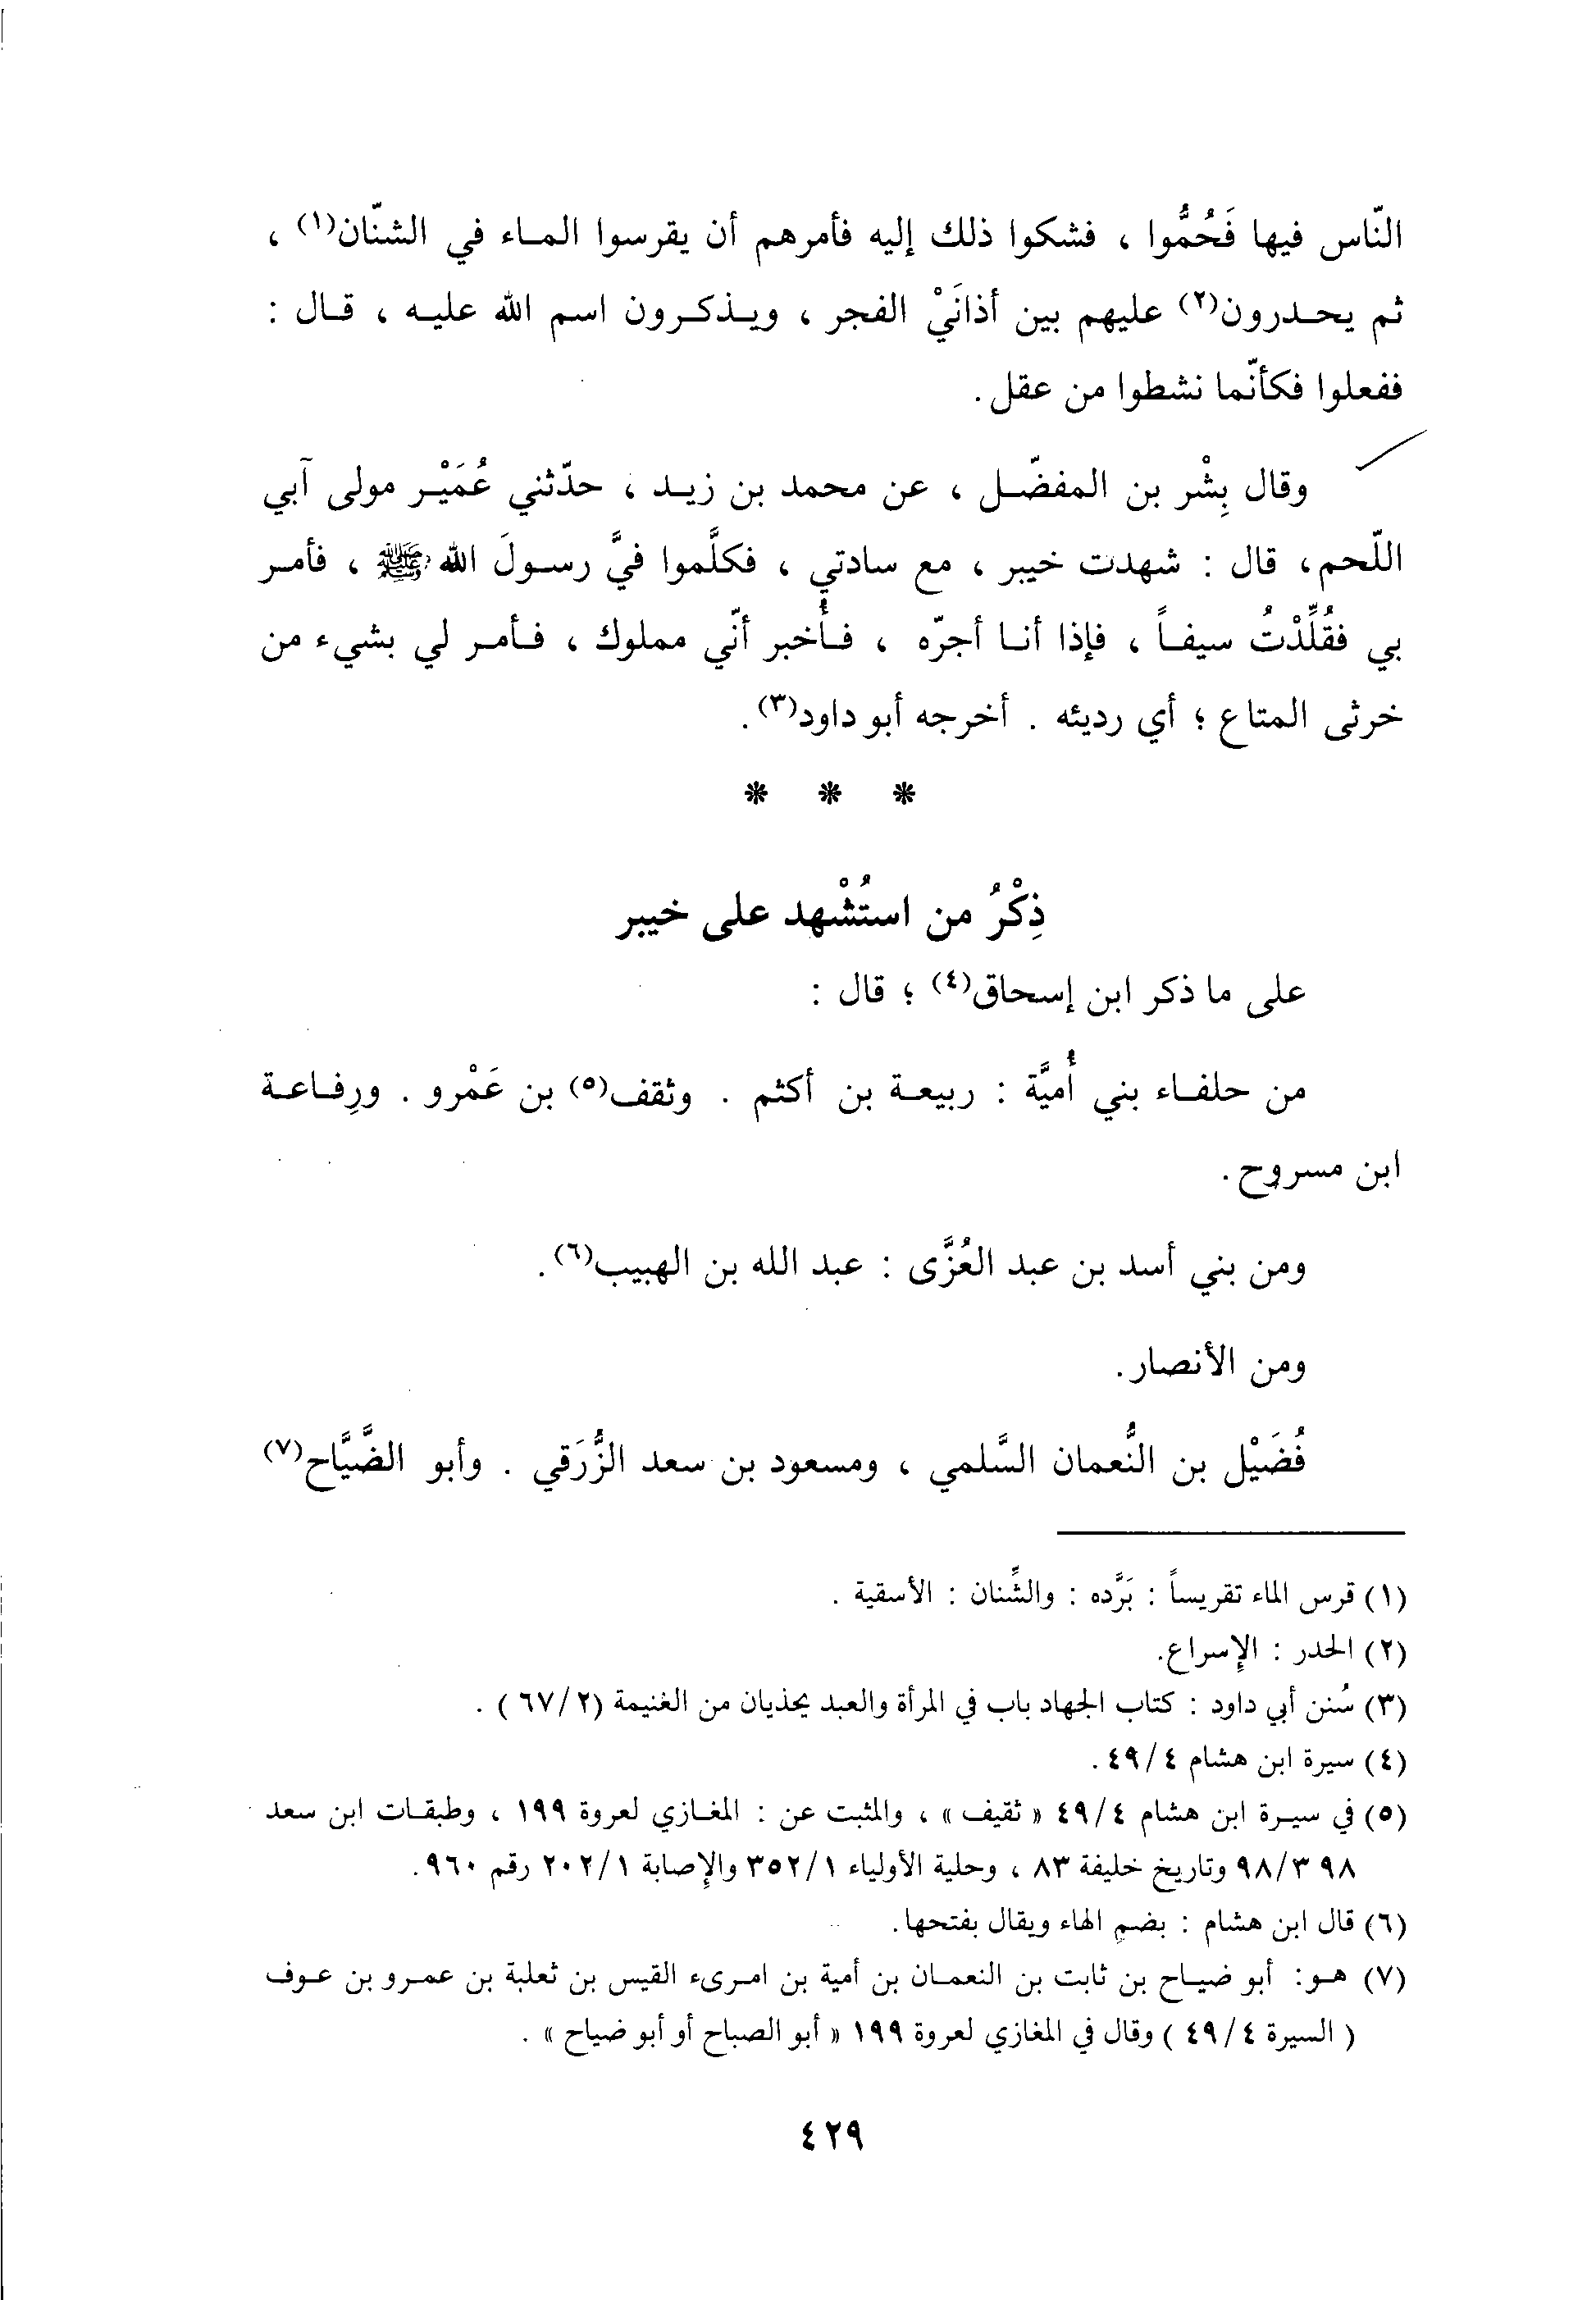 النّاس فيها فَحُمُّوا ، فشكوا ذلك إليه فأمرهم أن يقرسوا الماء في الشنّان(١) ،
ثم يحدرون(٢) عليهم بين أذانَيْ الفجر ، ويذكرون اسم الله عليه ، قال :
ففعلوا فكأنّما نشطوا من عقل .
وقال بِشْر بن المفضّل ، عن محمد بن زيد ، حدّثني عُمَيْر مولى آبي
اللّحم، قال : شهدت خيبر ، مع سادتي ، فكلَّموا فيَّ رسولَ الله ﷺ ، فأمر
بي فقُلِّدْتُ سيفاً ، فإذا أنا أجرّه ، فأُخبر أنّي مملوك ، فأمر لي بشيء من
خرثى المتاع ؛ أي رديئه . أخرجه أبو داود(٣) .
* * *
ذِكْرُ من استُشْهد على خيبر
على ما ذكر ابن إسحاق(٤) ؛ قال :
من حلفاء بني أُميَّة : ربيعة بن أكثم . وثقف(٥) بن عَمْرو . ورِفاعة
ابن مسروح .
ومن بني أسد بن عبد العُزَّى : عبد الله بن الهبيب(٦) .
ومن الأنصار .
فُضَيْل بن النُّعمان السَّلمي ، ومسعود بن سعد الزُّرَقي . وأبو الضَّيَّاح(٧)
(١) قرس الماء تقريساً : بَرَّده : والشِّنان : الأسقية .
(٢) الحدر : الإسراع .
(٣) سُنن أبي داود : كتاب الجهاد باب في المرأة والعبد يحذيان من الغنيمة (٦٧/٢ ) .
(٤) سيرة ابن هشام ٤٩/٤ .
(٥) في سيرة ابن هشام ٤٩/٤ « ثقيف » ، والمثبت عن : المغازي لعروة ١٩٩ ، وطبقات ابن سعد
٩٨/٣ ٩٨ وتاريخ خليفة ٨٣ ، وحلية الأولياء ٣٥٢/١ والإصابة ٢٠٢/١ رقم ٩٦٠ .
(٦) قال ابن هشام : بضم الهاء ويقال بفتحها .
(٧) هو: أبو ضياح بن ثابت بن النعمان بن أمية بن امرىء القيس بن ثعلبة بن عمرو بن عوف
( السيرة ٤٩/٤ ) وقال في المغازي لعروة ١٩٩ « أبو الصباح أو أبو ضياح » .
٤٢٩